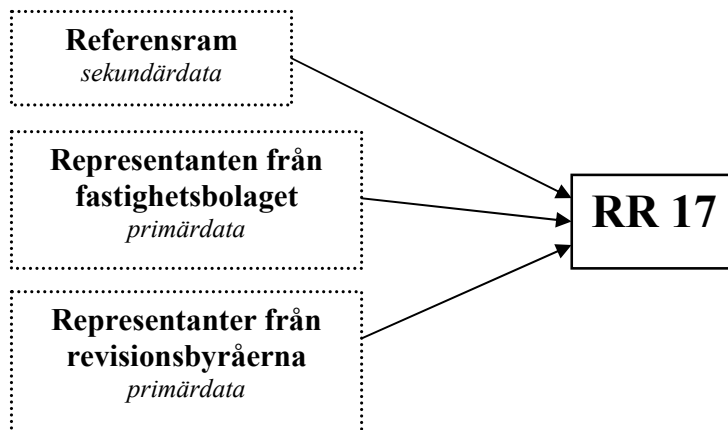 Referensram
sekundärdata
Representanten från
fastighetsbolaget
primärdata
RR 17
Representanter från
revisionsbyråerna
primärdata